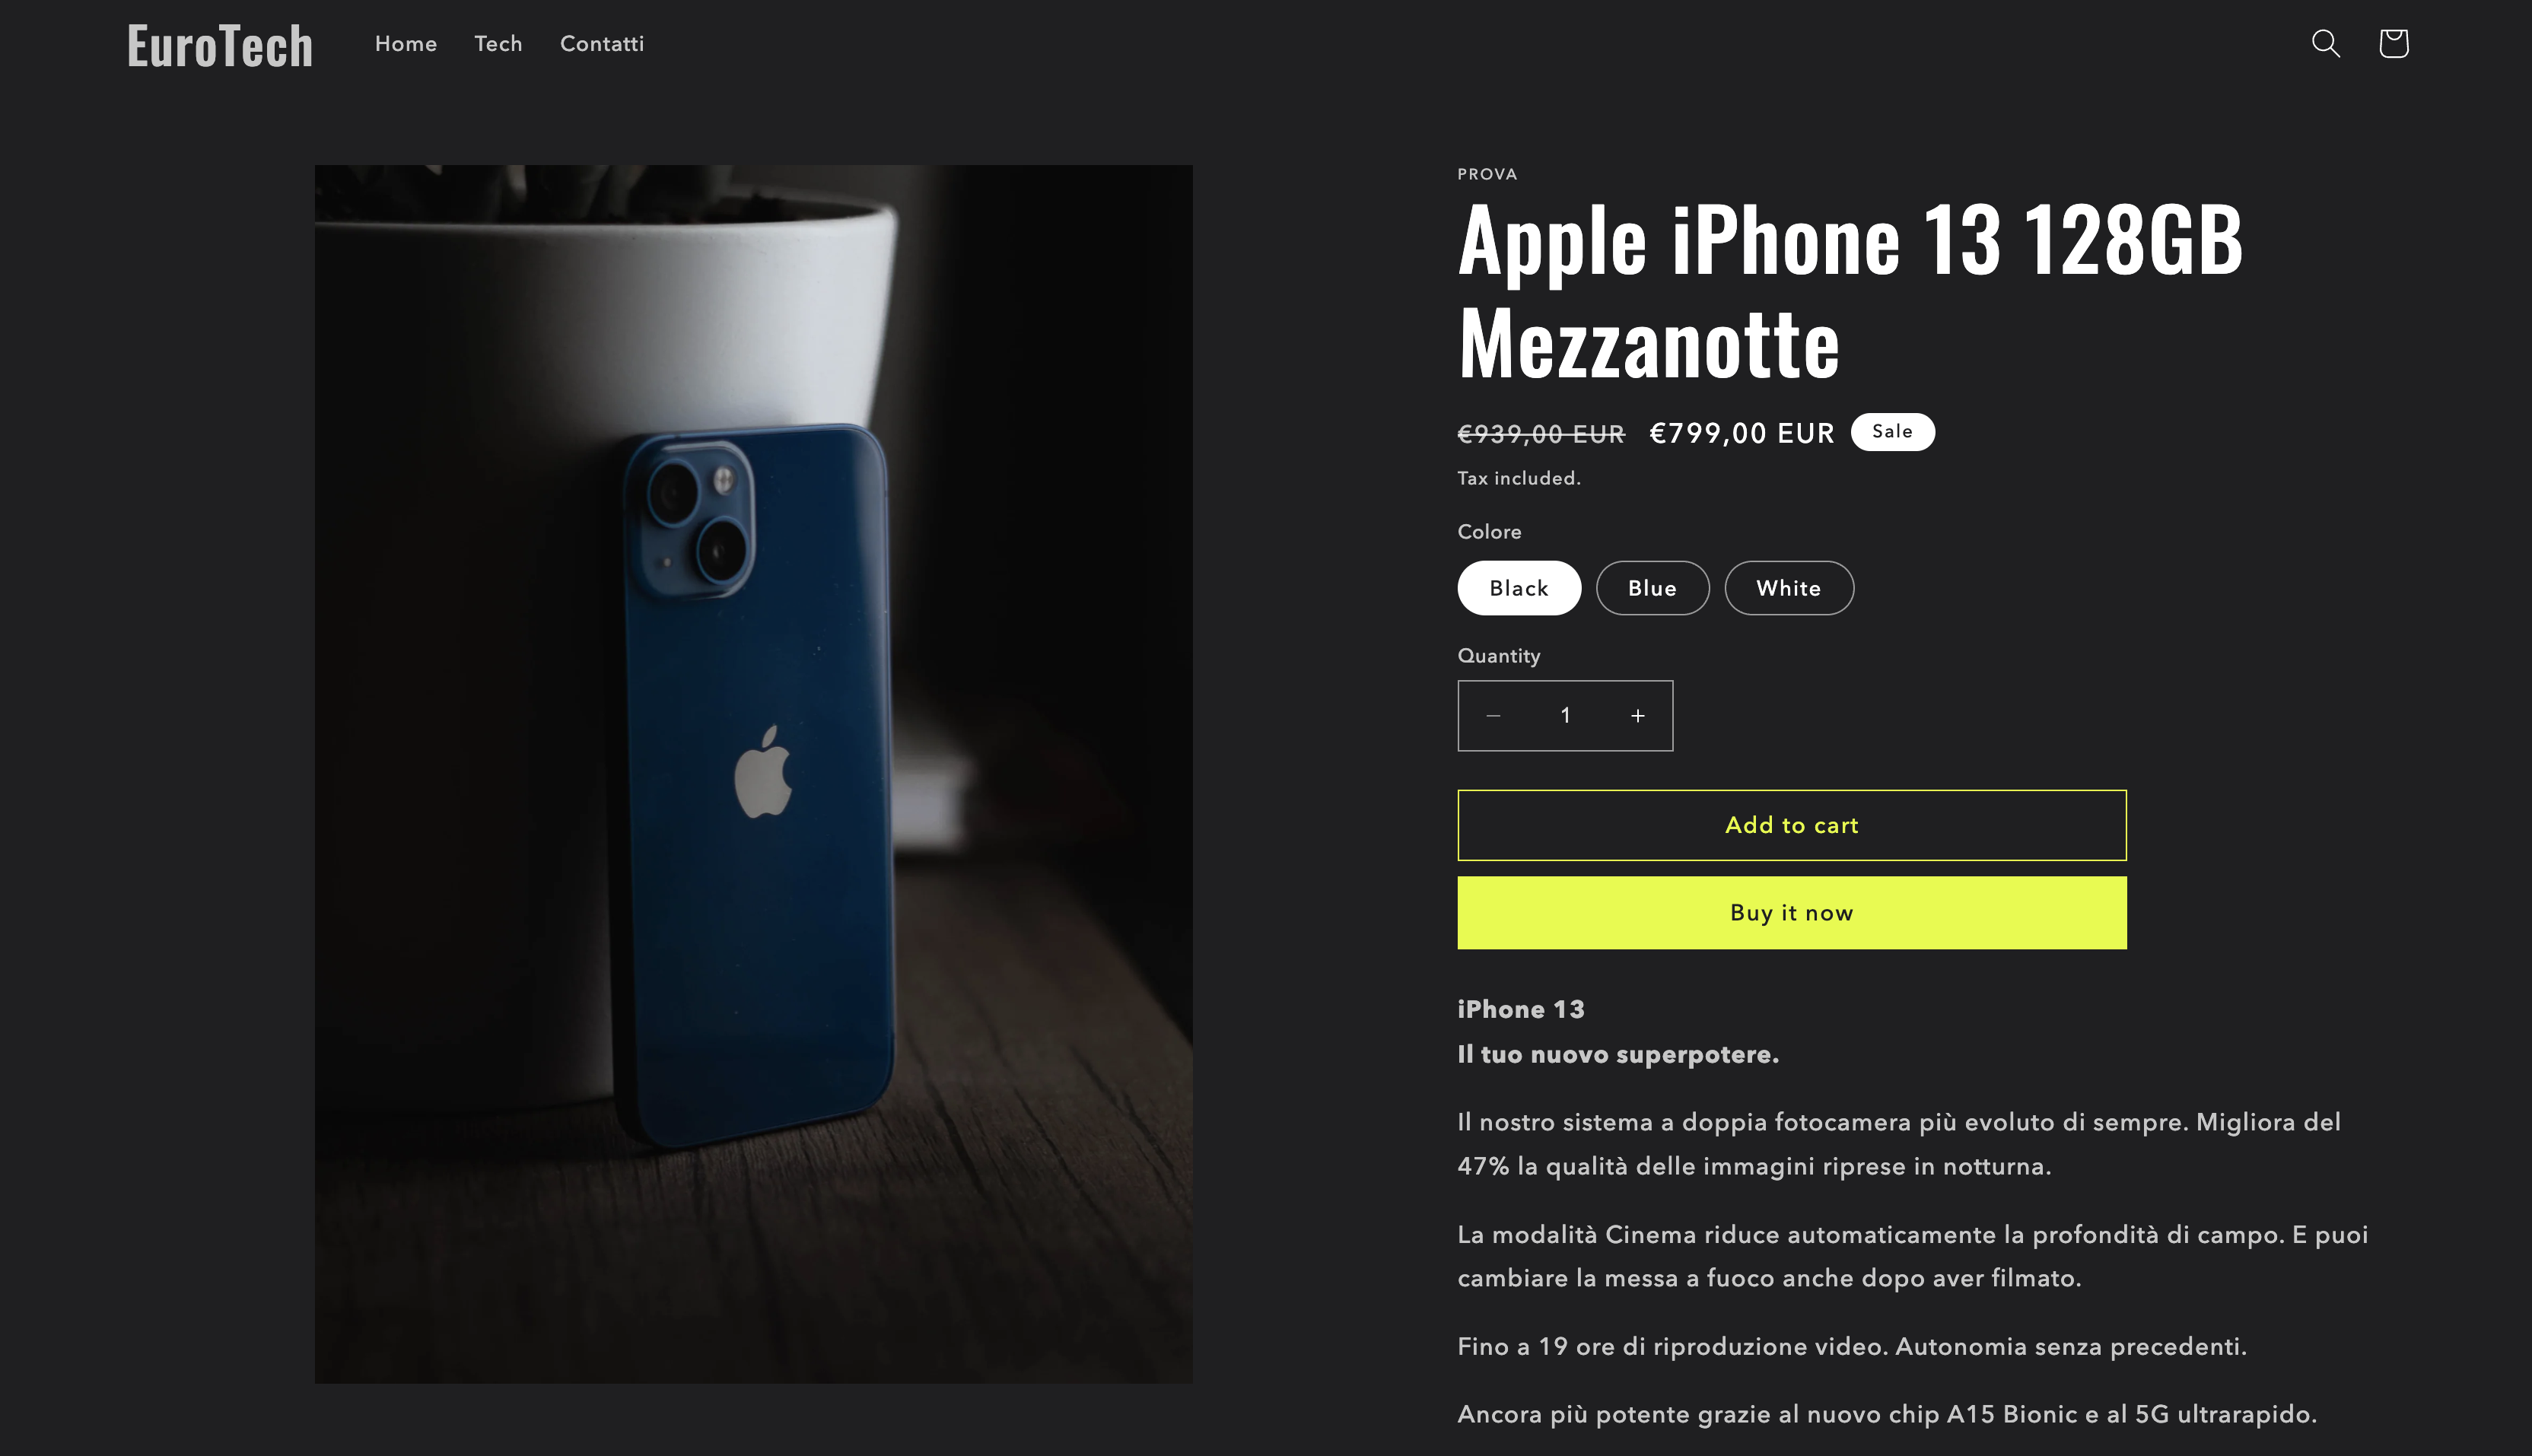 EuroTech
Home
Tech
Contatti
PROVA
Apple iPhone 13 128GB
Mezzanotte
€939,00 EUR €799,00 EUR Sale
Tax included.
Colore
Black
Blue
White
Quantity
− 1 +
Add to cart
Buy it now
iPhone 13
Il tuo nuovo superpotere.
Il nostro sistema a doppia fotocamera più evoluto di sempre. Migliora del
47% la qualità delle immagini riprese in notturna.
La modalità Cinema riduce automaticamente la profondità di campo. E puoi
cambiare la messa a fuoco anche dopo aver filmato.
Fino a 19 ore di riproduzione video. Autonomia senza precedenti.
Ancora più potente grazie al nuovo chip A15 Bionic e al 5G ultrarapido.